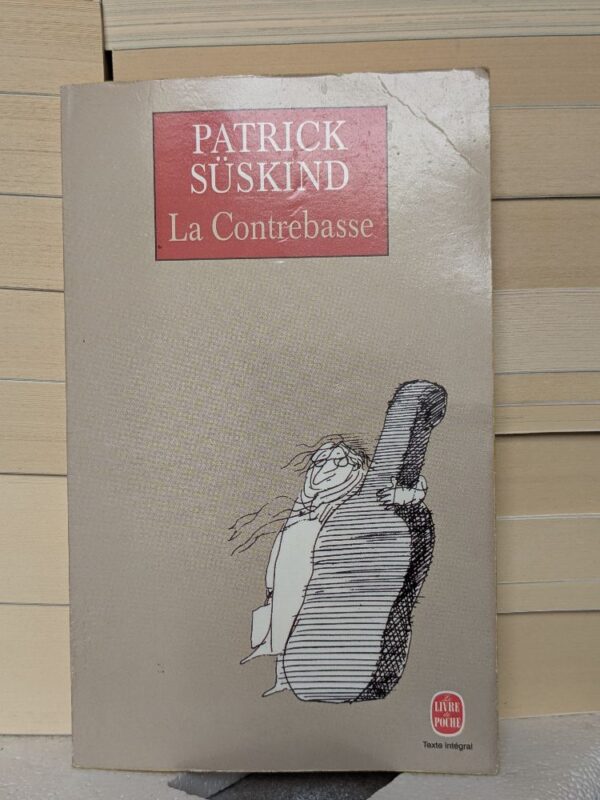 PATRICK
SÜSKIND
La Contrebasse
Le
LIVRE
de
POCHE
Texte intégral